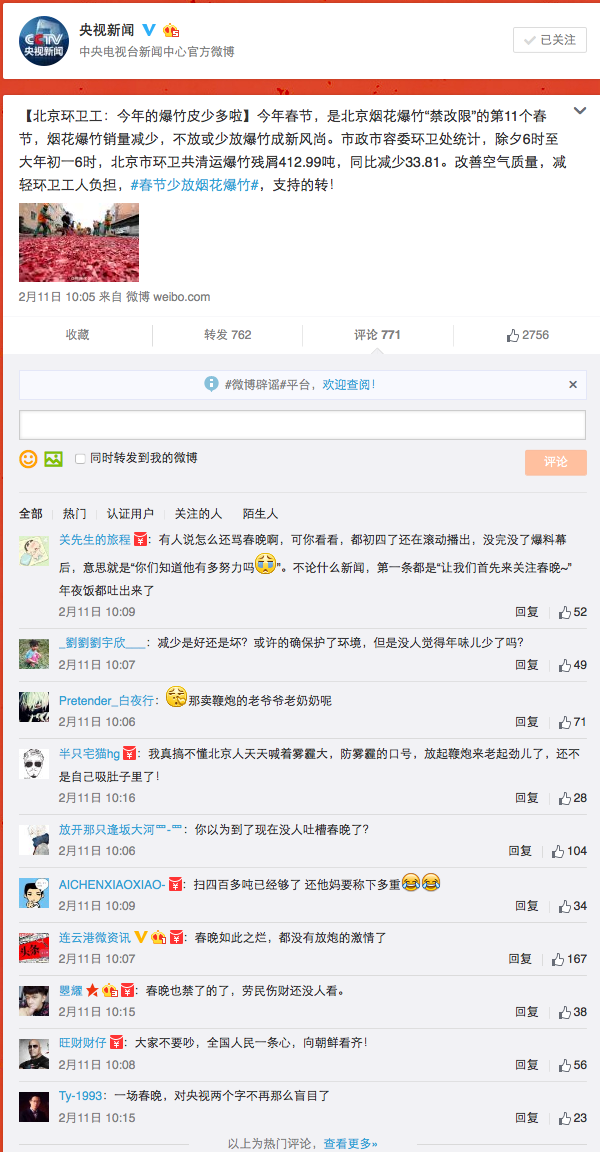 CCTV
央视新闻
央视新闻
中央电视台新闻中心官方微博
已关注
【北京环卫工：今年的爆竹皮少多啦】今年春节，是北京烟花爆竹“禁改限”的第11个春
节，烟花爆竹销量减少，不放或少放爆竹成新风尚。市政市容委环卫处统计，除夕6时至
大年初一6时，北京市环卫共清运爆竹残屑412.99吨，同比减少33.81。改善空气质量，减
轻环卫工人负担，#春节少放烟花爆竹#，支持的转！
2月11日 10:05 来自 微博 weibo.com
收藏
转发 762
评论 771
2756
#微博辟谣#平台，欢迎查阅！
同时转发到我的微博
评论
全部 热门 认证用户 关注的人 陌生人
关先生的旅程：有人说怎么还骂春晚啊，可你看看，都初四了还在滚动播出，没完没了爆料幕
后，意思就是“你们知道他有多努力吗”。不论什么新闻，第一条都是“让我们首先来关注春晚~”
年夜饭都吐出来了
2月11日 10:09 回复 52
_劉劉劉宇欣___：减少是好还是坏？或许的确保护了环境，但是没人觉得年味儿少了吗？
2月11日 10:07 回复 49
Pretender_白夜行：那卖鞭炮的老爷爷老奶奶呢
2月11日 10:06 回复 71
半只宅猫hg：我真搞不懂北京人天天喊着雾霾大，防雾霾的口号，放起鞭炮来老起劲儿了，还不
是自己吸肚子里了！
2月11日 10:16 回复 28
放开那只逢坂大河罒-罒：你以为到了现在没人吐槽春晚了？
2月11日 10:06 回复 104
AICHENXIAOXIAO-：扫四百多吨已经够了 还他妈要称下多重
2月11日 10:09 回复 34
连云港微资讯：春晚如此之烂，都没有放炮的激情了
2月11日 10:07 回复 167
曌耀：春晚也禁了的了，劳民伤财还没人看。
2月11日 10:15 回复 38
旺财财仔：大家不要吵，全国人民一条心，向朝鲜看齐！
2月11日 10:08 回复 56
Ty-1993：一场春晚，对央视两个字不再那么盲目了
2月11日 10:15 回复 23
以上为热门评论，查看更多»